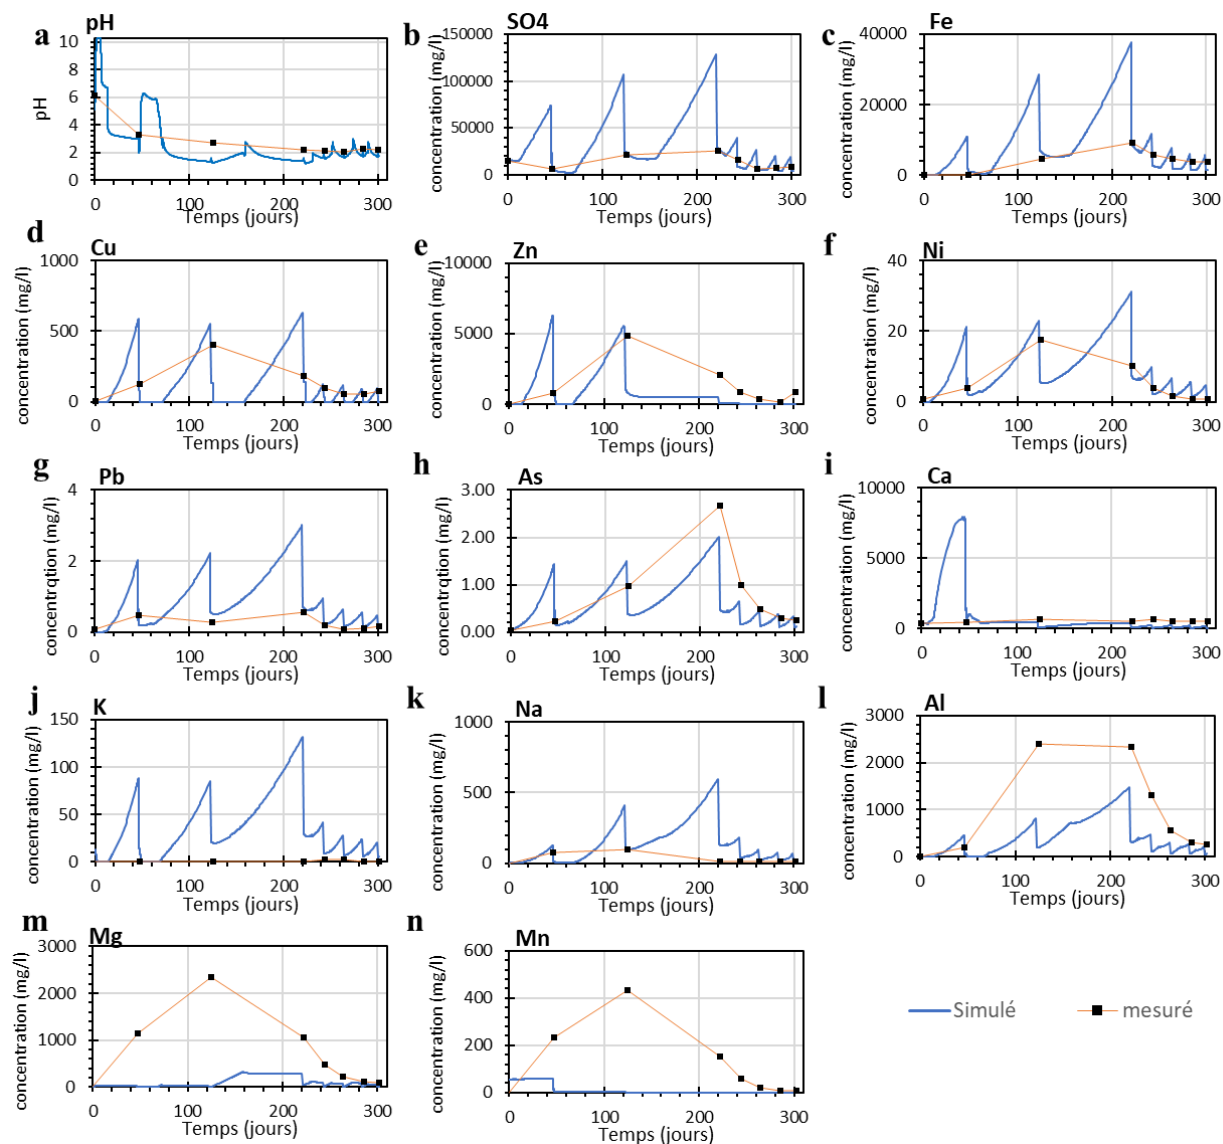 a pH
pH
10
8
6
4
2
0
0 100 200 300
Temps (jours)
b SO4
concentration (mg/l)
150000
100000
50000
0
0 100 200 300
Temps (jours)
c Fe
concentration (mg/l)
40000
20000
0
0 100 200 300
Temps (jours)
d Cu
concentration (mg/l)
1000
500
0
0 100 200 300
Temps (jours)
e Zn
concentration (mg/l)
10000
5000
0
0 100 200 300
Temps (jours)
f Ni
concentration (mg/l)
40
20
0
0 100 200 300
Temps (jours)
g Pb
concentrqtion (mg/l)
4
2
0
0 100 200 300
Temps (jours)
h As
concentration (mg/l)
3.00
2.00
1.00
0.00
0 100 200 300
Temps (jours)
i Ca
concentration (mg/l)
10000
5000
0
0 100 200 300
Temps (jours)
j K
concentration (mg/l)
150
100
50
0
0 100 200 300
Temps (jours)
k Na
concentration (mg/l)
1000
500
0
0 100 200 300
Temps (jours)
l Al
concentration (mg/l)
3000
2000
1000
0
0 100 200 300
Temps (jours)
m Mg
concentration (mg/l)
3000
2000
1000
0
0 100 200 300
Temps (jours)
n Mn
concentration (mg/l)
600
400
200
0
0 100 200 300
Temps (jours)
Simulé mesuré